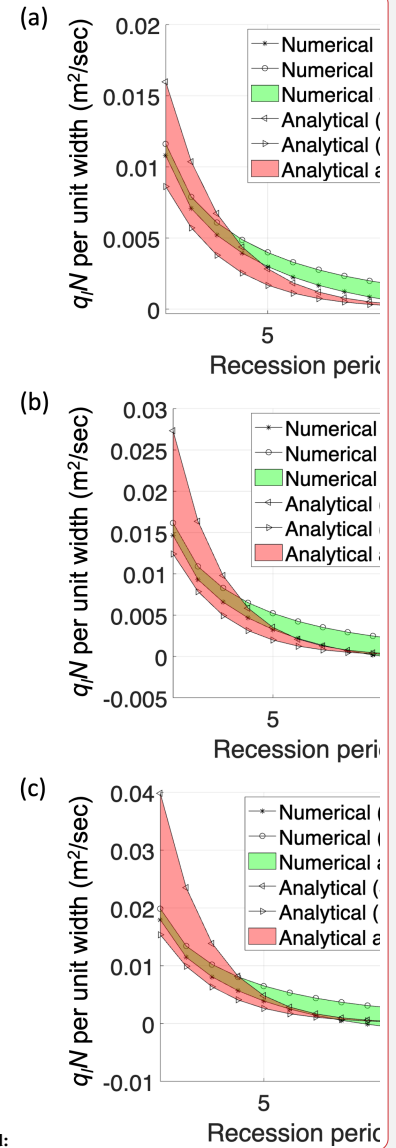 (a)
0.02
0.015
0.01
0.005
0
qlN per unit width (m²/sec)
Numerical
Numerical
Numerical
Analytical (
Analytical (
Analytical a
5
Recession peri
(b)
0.03
0.025
0.02
0.015
0.01
0.005
0
-0.005
qlN per unit width (m²/sec)
Numerical
Numerical
Numerical
Analytical
Analytical (
Analytical a
5
Recession peri
(c)
0.04
0.03
0.02
0.01
0
-0.01
qlN per unit width (m²/sec)
Numerical (
Numerical (
Numerical a
Analytical (
Analytical (
Analytical a
5
Recession peri
l: